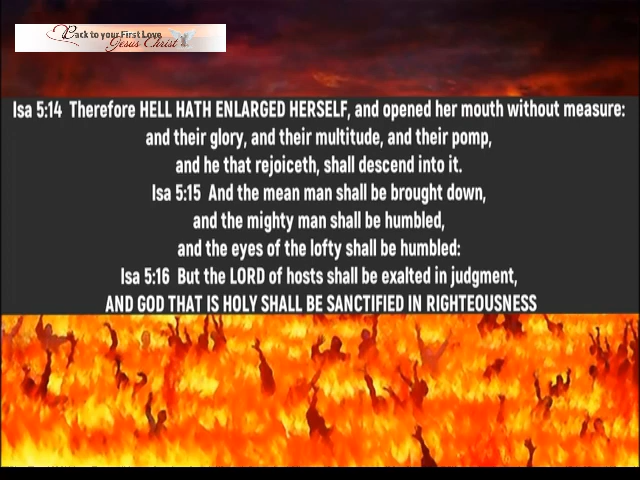 Back to your First Love
Jesus Christ
Isa 5:14 Therefore HELL HATH ENLARGED HERSELF, and opened her mouth without measure:
and their glory, and their multitude, and their pomp,
and he that rejoiceth, shall descend into it.
Isa 5:15 And the mean man shall be brought down,
and the mighty man shall be humbled,
and the eyes of the lofty shall be humbled:
Isa 5:16 But the LORD of hosts shall be exalted in judgment,
AND GOD THAT IS HOLY SHALL BE SANCTIFIED IN RIGHTEOUSNESS